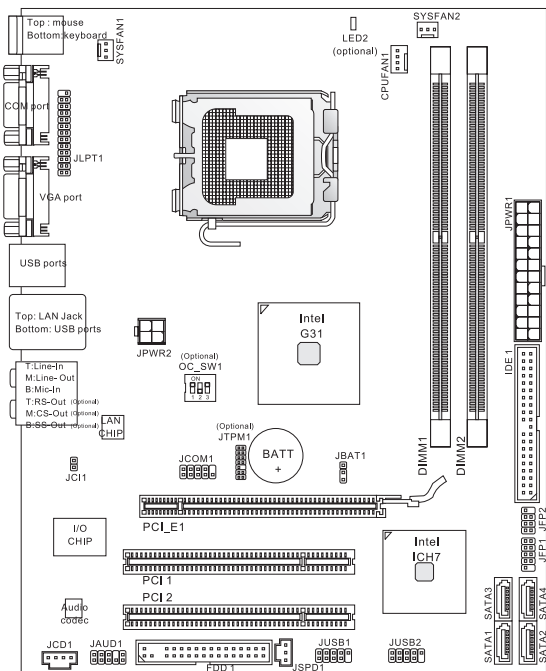 Top : mouse
Bottom:keyboard
SYSFAN1
LED2
(optional)
SYSFAN2
CPUFAN1
COM port
JLPT1
VGA port
JPWR1
USB ports
Top: LAN Jack
Bottom: USB ports
Intel
G31
JPWR2
(Optional)
OC_SW1
ON
1 2 3
IDE1
T:Line-In
M:Line-Out
B:Mic-In
T:RS-Out (Optional)
M:CS-Out (Optional)
B:SS-Out (Optional)
LAN
CHIP
(Optional)
JTPM1
BATT
+
DIMM1
DIMM2
JCI1
JCOM1
JBAT1
PCI_E1
I/O
CHIP
Intel
ICH7
JFP2
JFP1
PCI 1
PCI 2
Audio
codec
SATA3
SATA4
SATA1
SATA2
JCD1
JAUD1
FDD 1
JSPD1
JUSB1
JUSB2